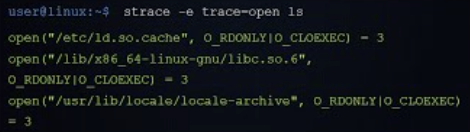 user@linux:~$ strace -e trace=open ls
open("/etc/ld.so.cache", O_RDONLY|O_CLOEXEC) = 3
open("/lib/x86_64-linux-gnu/libc.so.6",
O_RDONLY|O_CLOEXEC) = 3
open("/usr/lib/locale/locale-archive", O_RDONLY|O_CLOEXEC)
= 3